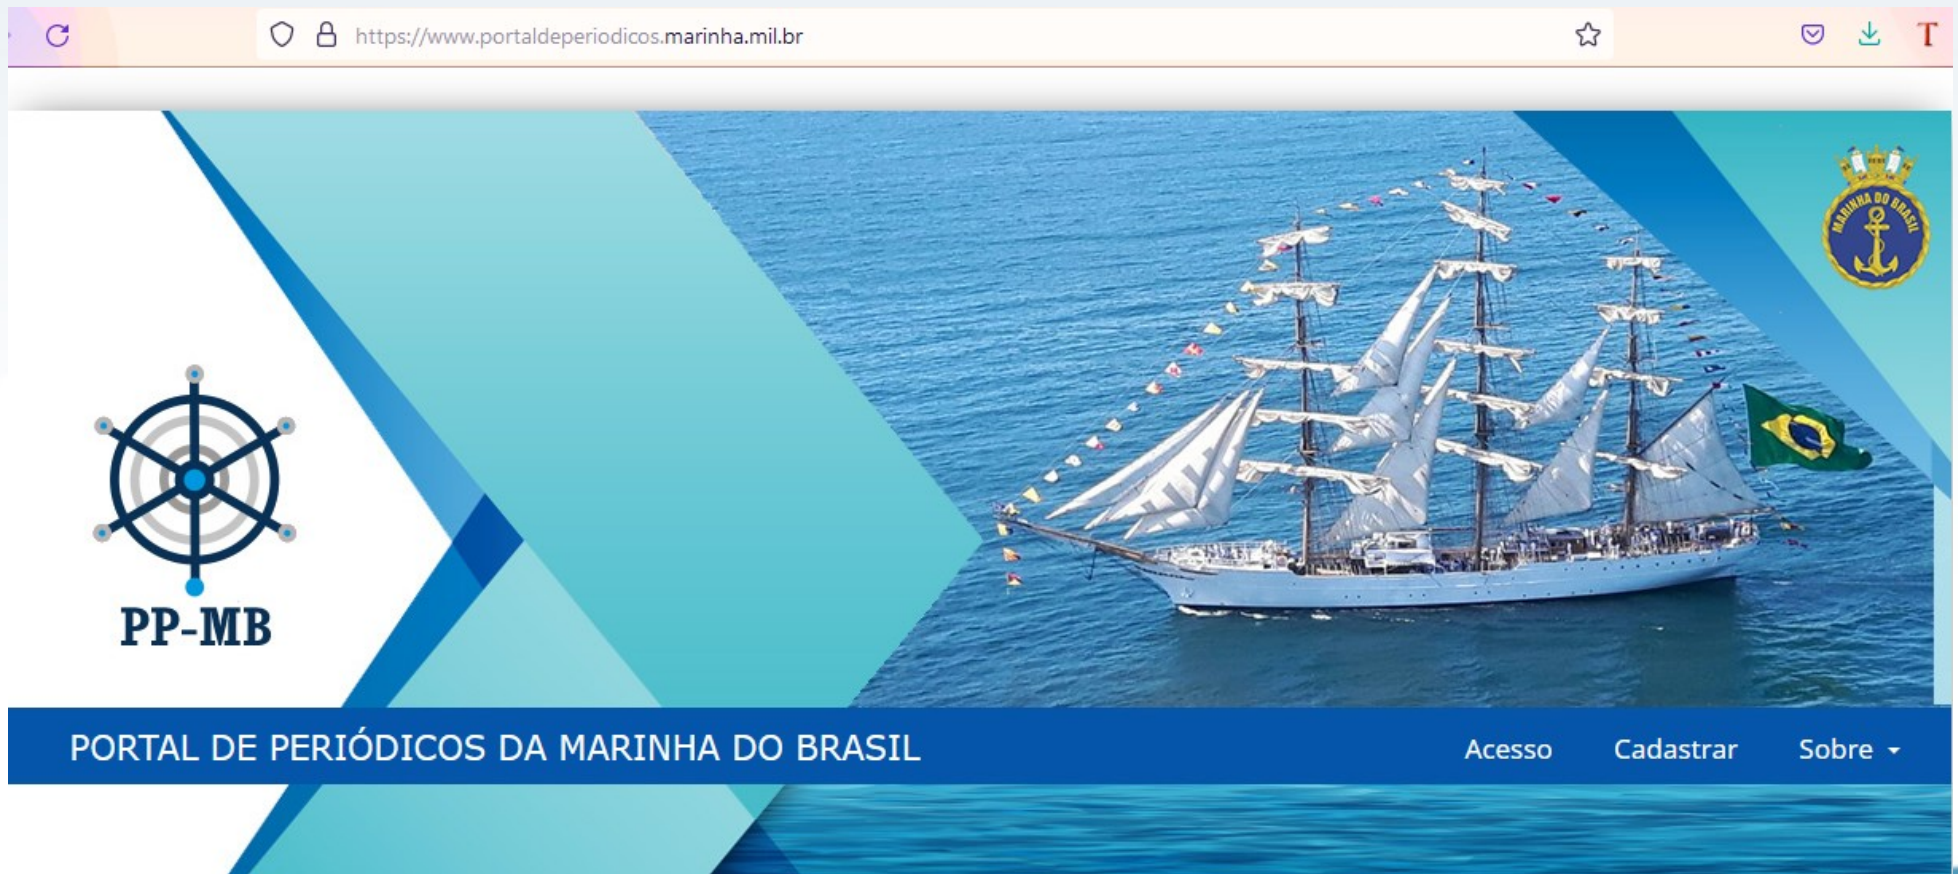 https://www.portaldeperiodicos.marinha.mil.br
T
MARINHA DO BRASIL
PP-MB
PORTAL DE PERIÓDICOS DA MARINHA DO BRASIL
Acesso Cadastrar Sobre